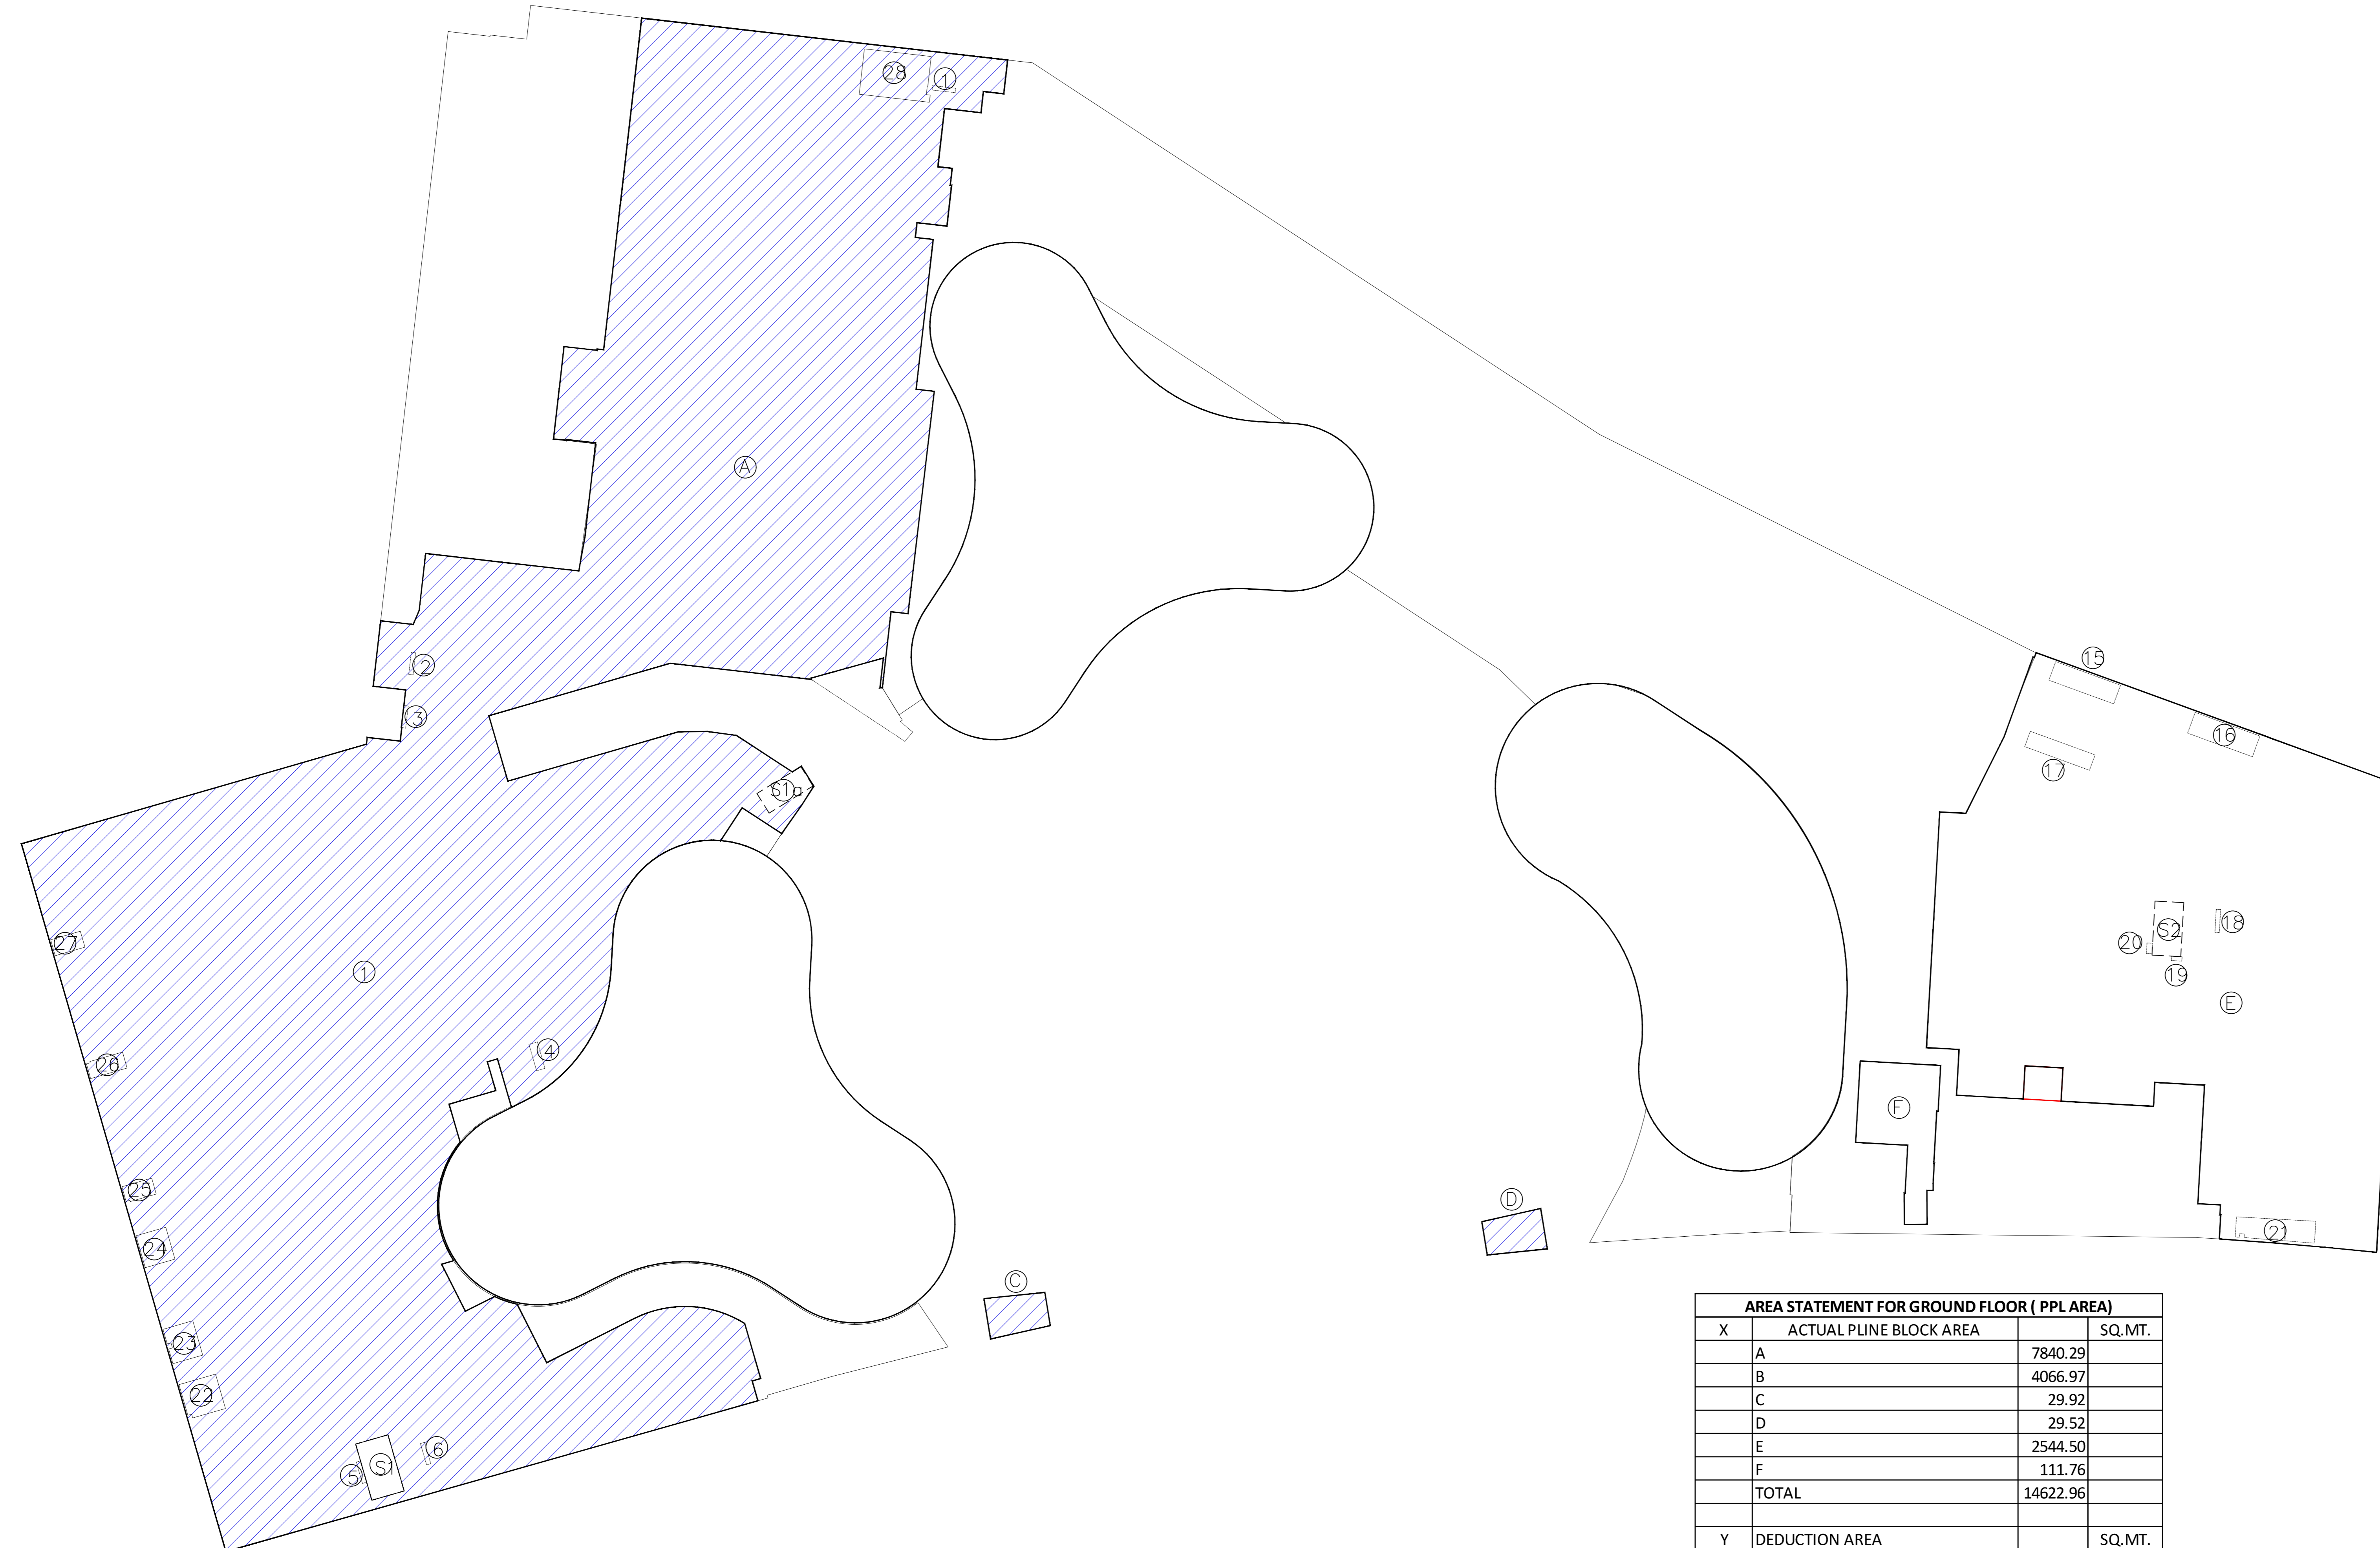 28
1
A
2
3
15
16
17
S1a
27
1
4
26
25
24
23
22
5
S1
6
18
S2
20
19
E
F
D
C
21
AREA STATEMENT FOR GROUND FLOOR ( PPL AREA)
X ACTUAL PLINE BLOCK AREA SQ.MT.
A 7840.29
B 4066.97
C 29.92
D 29.52
E 2544.50
F 111.76
TOTAL 14622.96
Y DEDUCTION AREA SQ.MT.